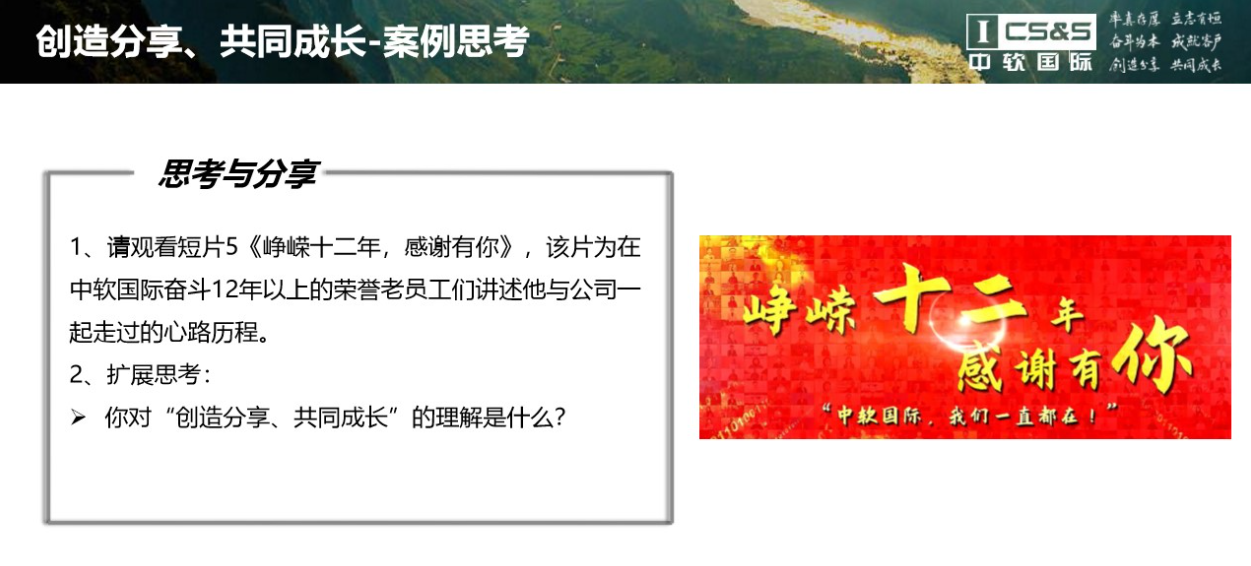 创造分享、共同成长-案例思考
I CS&S
中软国际
率真在属 立志有恒
奋斗为本 成就客户
创造分享 共同成长
思考与分享
1、请观看短片5《峥嵘十二年，感谢有你》，该片为在
中软国际奋斗12年以上的荣誉老员工们讲述他与公司一
起走过的心路历程。
2、扩展思考：
➢ 你对“创造分享、共同成长”的理解是什么？
峥嵘十二年
感谢有你
“中软国际，我们一直都在！”